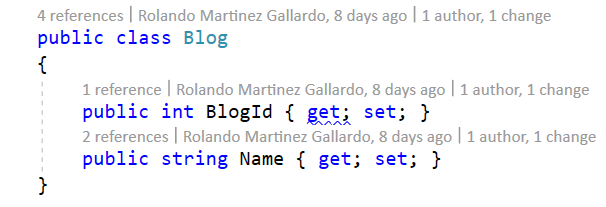 4 references | Rolando Martinez Gallardo, 8 days ago | 1 author, 1 change
public class Blog
{
1 reference | Rolando Martinez Gallardo, 8 days ago | 1 author, 1 change
public int BlogId { get; set; }
2 references | Rolando Martinez Gallardo, 8 days ago | 1 author, 1 change
public string Name { get; set; }
}